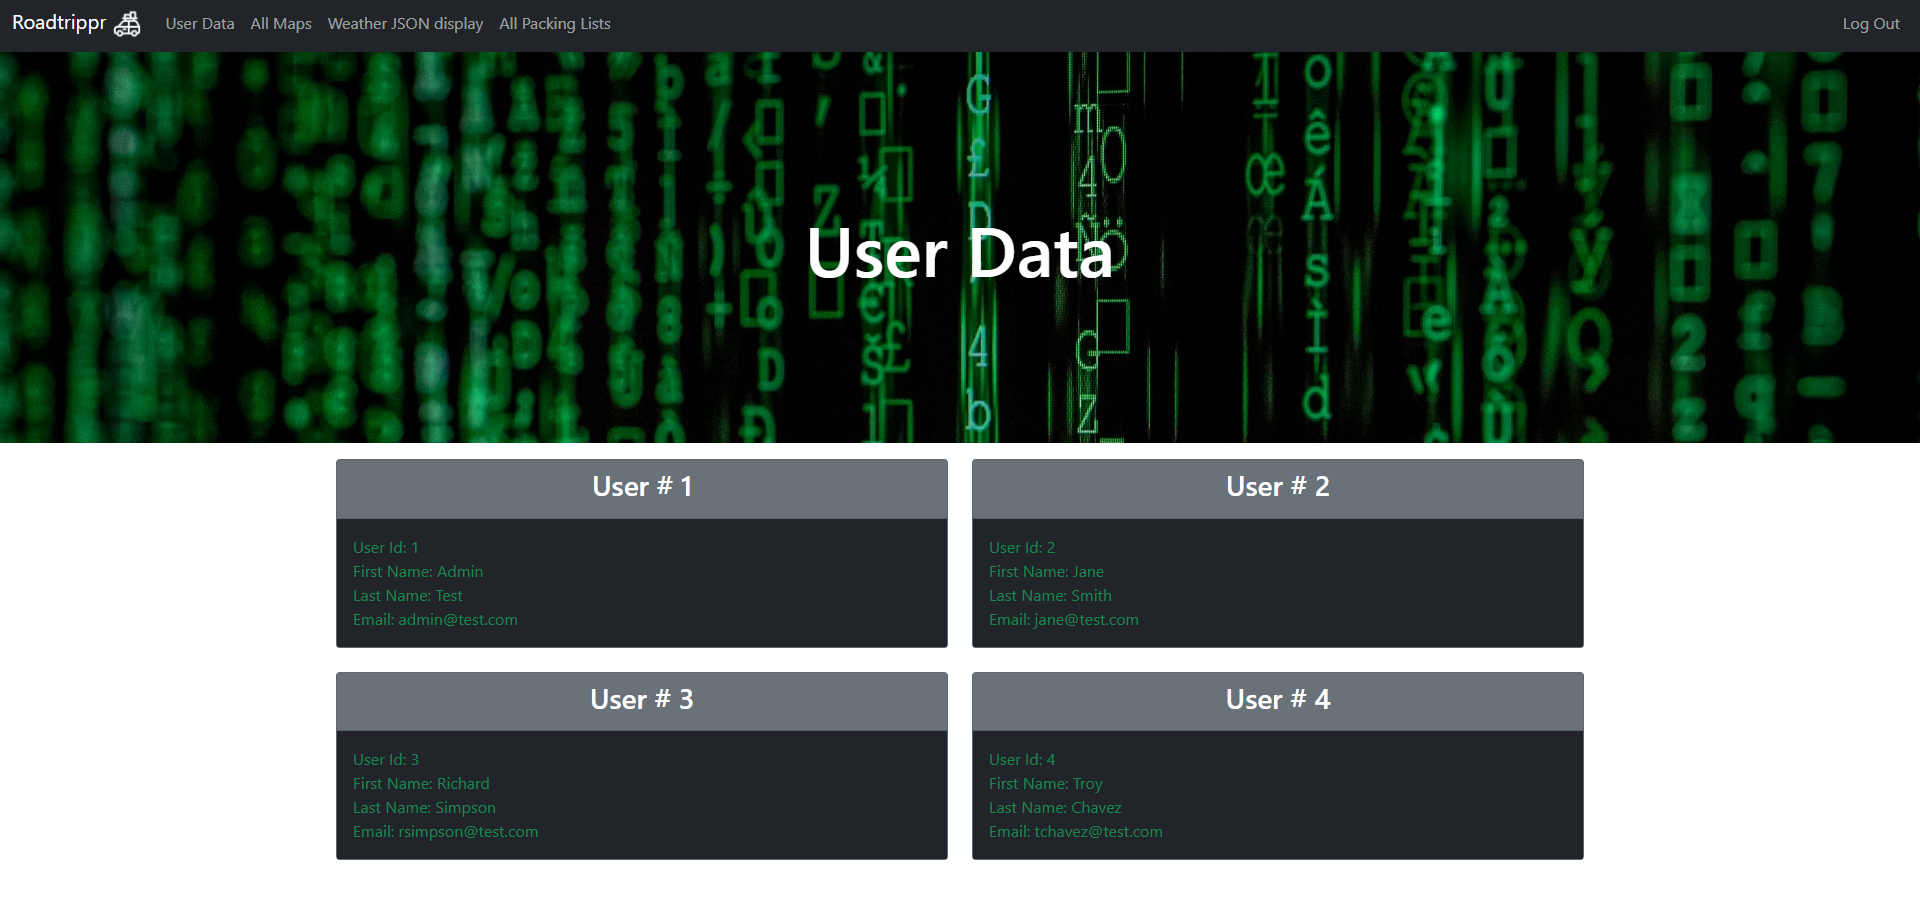 Roadtrippr User Data All Maps Weather JSON display All Packing Lists Log Out
User Data
User # 1
User Id: 1
First Name: Admin
Last Name: Test
Email: admin@test.com
User # 2
User Id: 2
First Name: Jane
Last Name: Smith
Email: jane@test.com
User # 3
User Id: 3
First Name: Richard
Last Name: Simpson
Email: rsimpson@test.com
User # 4
User Id: 4
First Name: Troy
Last Name: Chavez
Email: tchavez@test.com